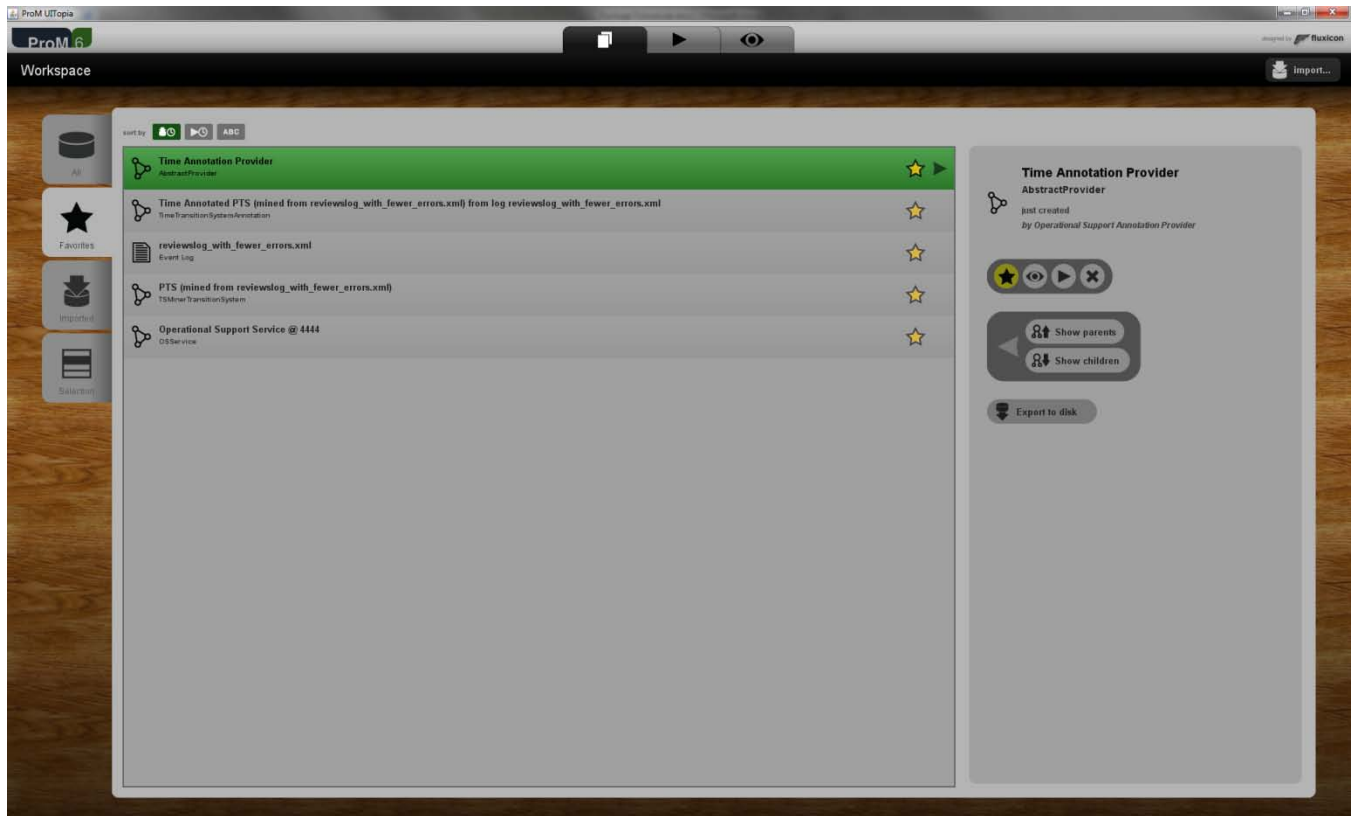 ProM UITopia
ProM 6
designed by fluxicon
Workspace
import...
sort by ABC
All
Favorites
Imported
Selection
Time Annotation Provider
AbstractProvider
Time Annotated PTS (mined from reviewslog_with_fewer_errors.xml) from log reviewslog_with_fewer_errors.xml
TimeTransitionSystemAnnotation
reviewslog_with_fewer_errors.xml
Event Log
PTS (mined from reviewslog_with_fewer_errors.xml)
TSMinerTransitionSystem
Operational Support Service @ 4444
OSService
Time Annotation Provider
AbstractProvider
just created
by Operational Support Annotation Provider
Show parents
Show children
Export to disk